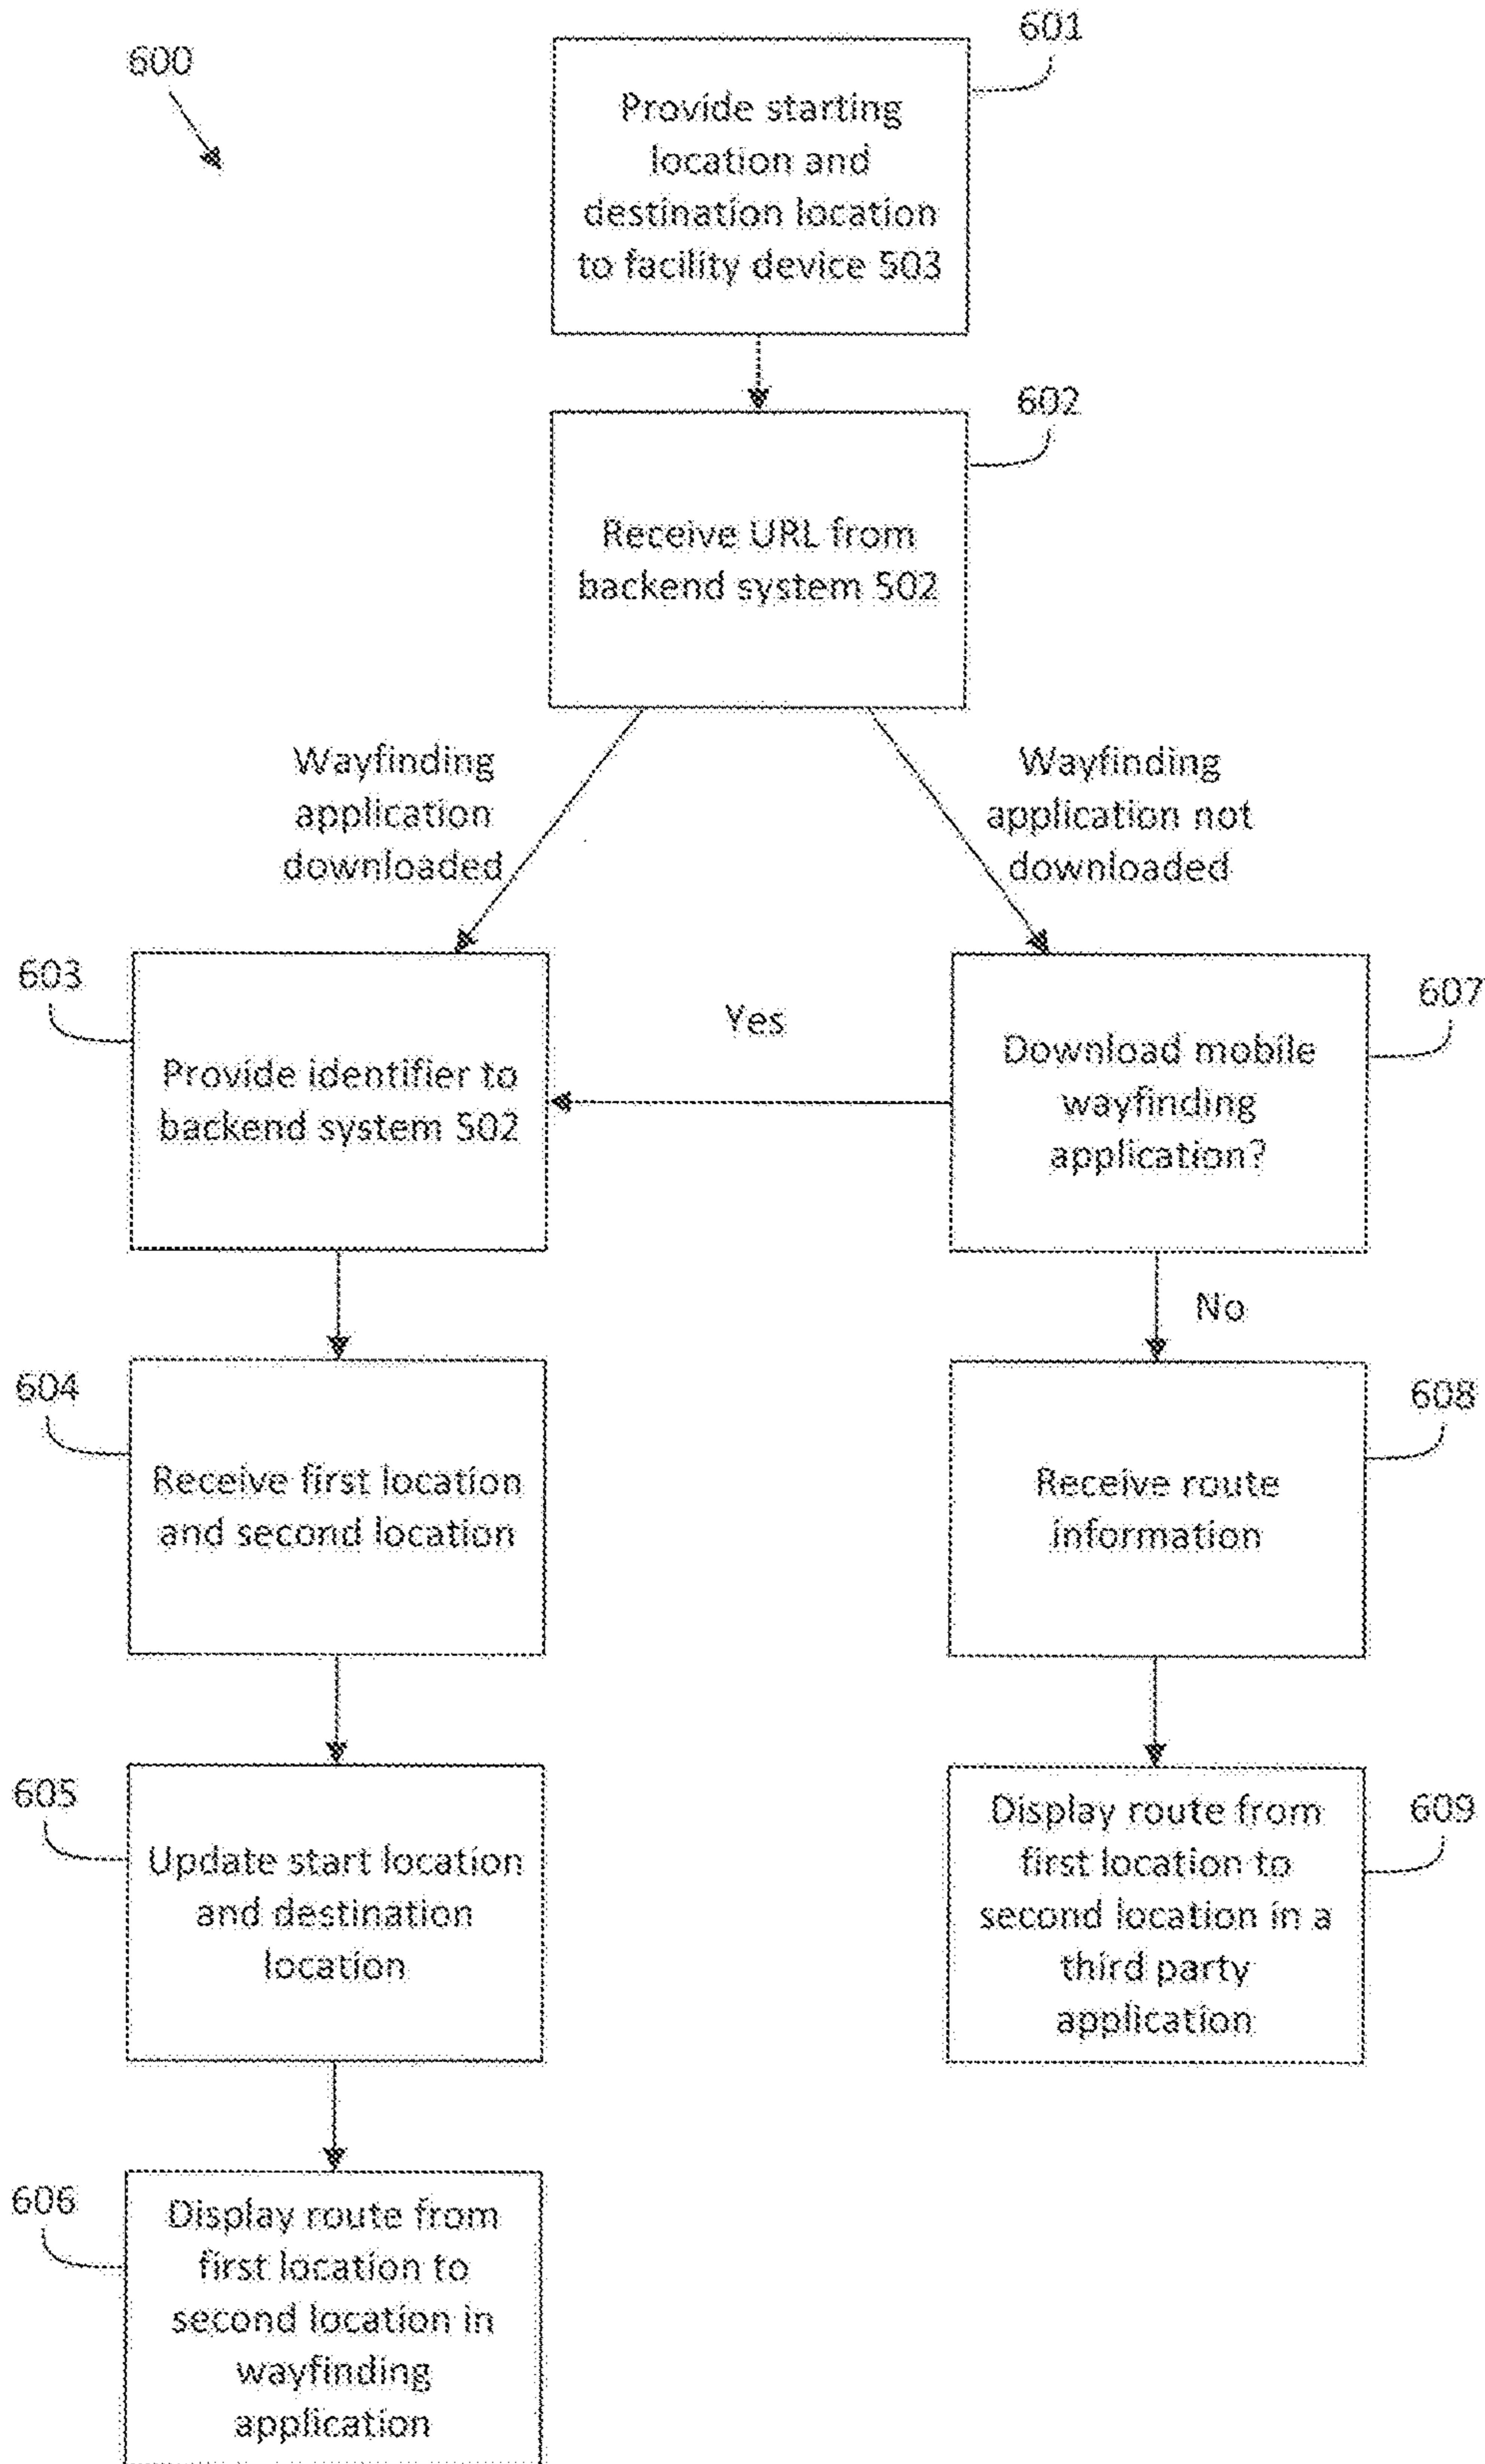 600
601
Provide starting
location and
destination location
to facility device 503
602
Receive URL from
backend system 502
Wayfinding
application
downloaded
Wayfinding
application not
downloaded
603
Provide identifier to
backend system 502
Yes
607
Download mobile
wayfinding
application?
No
604
Receive first location
and second location
608
Receive route
information
605
Update start location
and destination
location
609
Display route from
first location to
second location in a
third party
application
606
Display route from
first location to
second location in
wayfinding
application